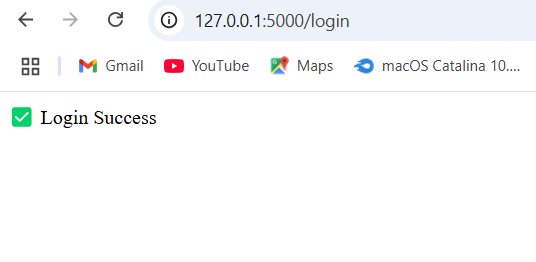 127.0.0.1:5000/login
Gmail YouTube Maps macOS Catalina 10....
✅ Login Success